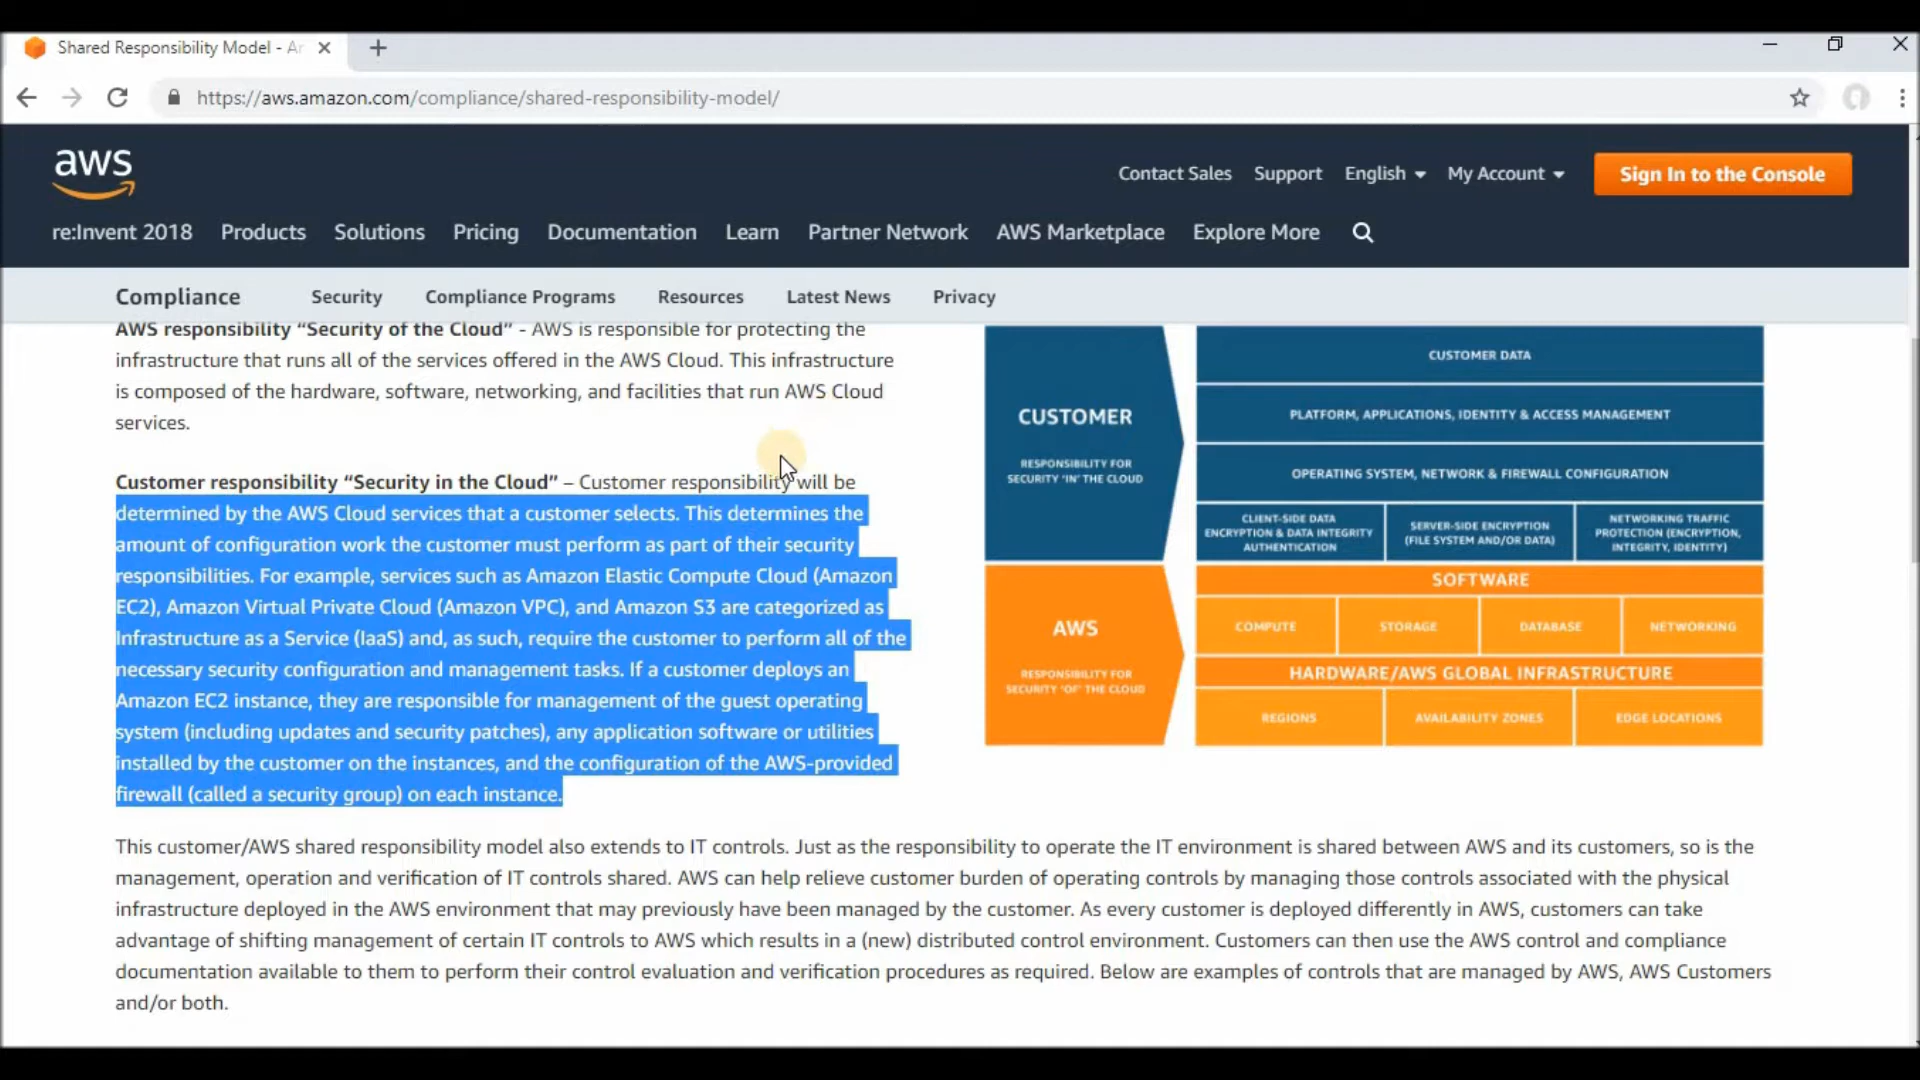 Shared Responsibility Model - Ar
https://aws.amazon.com/compliance/shared-responsibility-model/
aws
Contact Sales Support English My Account Sign In to the Console
re:Invent 2018 Products Solutions Pricing Documentation Learn Partner Network AWS Marketplace Explore More
Compliance Security Compliance Programs Resources Latest News Privacy
AWS responsibility “Security of the Cloud” - AWS is responsible for protecting the
infrastructure that runs all of the services offered in the AWS Cloud. This infrastructure
is composed of the hardware, software, networking, and facilities that run AWS Cloud
services.
Customer responsibility “Security in the Cloud” – Customer responsibility will be
determined by the AWS Cloud services that a customer selects. This determines the
amount of configuration work the customer must perform as part of their security
responsibilities. For example, services such as Amazon Elastic Compute Cloud (Amazon
EC2), Amazon Virtual Private Cloud (Amazon VPC), and Amazon S3 are categorized as
Infrastructure as a Service (IaaS) and, as such, require the customer to perform all of the
necessary security configuration and management tasks. If a customer deploys an
Amazon EC2 instance, they are responsible for management of the guest operating
system (including updates and security patches), any application software or utilities
installed by the customer on the instances, and the configuration of the AWS-provided
firewall (called a security group) on each instance.
CUSTOMER
RESPONSIBILITY FOR
SECURITY 'IN' THE CLOUD
CUSTOMER DATA
PLATFORM, APPLICATIONS, IDENTITY & ACCESS MANAGEMENT
OPERATING SYSTEM, NETWORK & FIREWALL CONFIGURATION
CLIENT-SIDE DATA
ENCRYPTION & DATA INTEGRITY
AUTHENTICATION
SERVER-SIDE ENCRYPTION
(FILE SYSTEM AND/OR DATA)
NETWORKING TRAFFIC
PROTECTION (ENCRYPTION,
INTEGRITY, IDENTITY)
AWS
RESPONSIBILITY FOR
SECURITY 'OF' THE CLOUD
SOFTWARE
COMPUTE STORAGE DATABASE NETWORKING
HARDWARE/AWS GLOBAL INFRASTRUCTURE
REGIONS AVAILABILITY ZONES EDGE LOCATIONS
This customer/AWS shared responsibility model also extends to IT controls. Just as the responsibility to operate the IT environment is shared between AWS and its customers, so is the
management, operation and verification of IT controls shared. AWS can help relieve customer burden of operating controls by managing those controls associated with the physical
infrastructure deployed in the AWS environment that may previously have been managed by the customer. As every customer is deployed differently in AWS, customers can take
advantage of shifting management of certain IT controls to AWS which results in a (new) distributed control environment. Customers can then use the AWS control and compliance
documentation available to them to perform their control evaluation and verification procedures as required. Below are examples of controls that are managed by AWS, AWS Customers
and/or both.